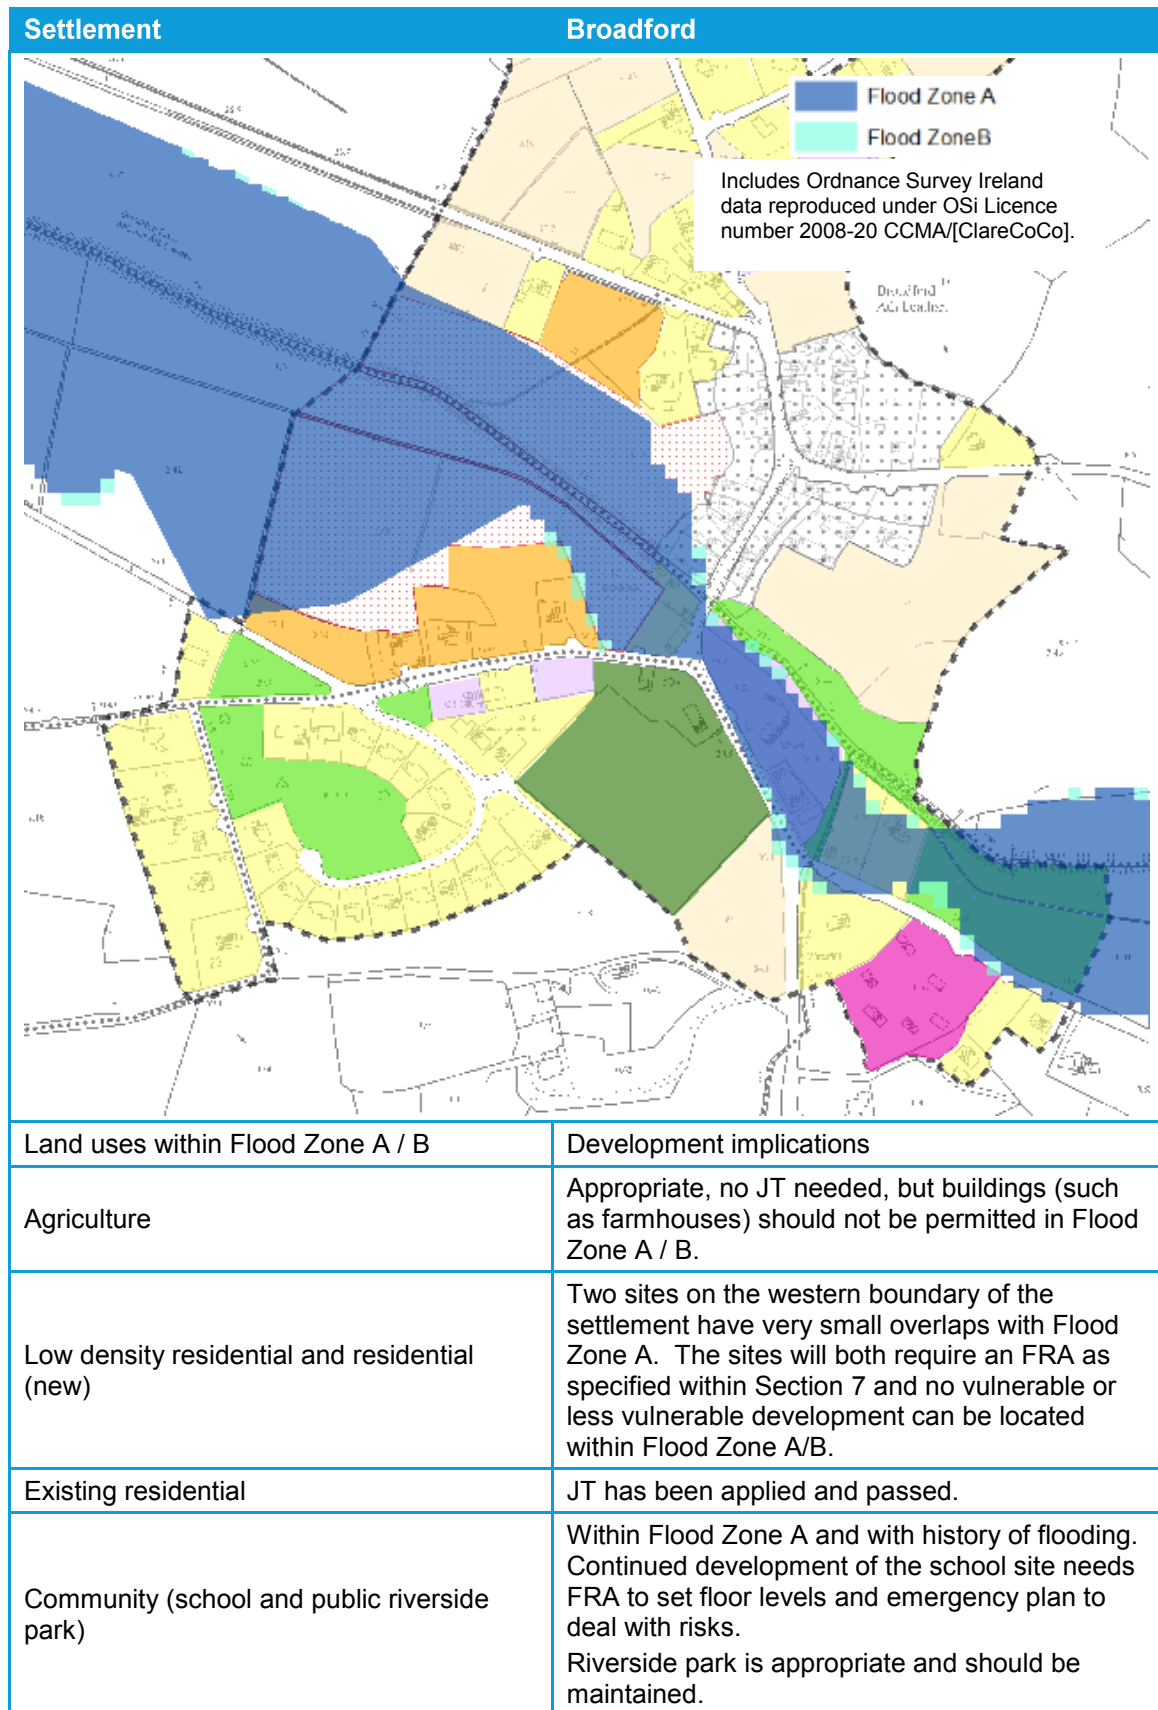 Settlement Broadford
Flood Zone A
Flood ZoneB
Includes Ordnance Survey Ireland
data reproduced under OSi Licence
number 2008-20 CCMA/[ClareCoCo].
Land uses within Flood Zone A / B
Development implications
Agriculture
Appropriate, no JT needed, but buildings (such
as farmhouses) should not be permitted in Flood
Zone A / B.
Low density residential and residential
(new)
Two sites on the western boundary of the
settlement have very small overlaps with Flood
Zone A.  The sites will both require an FRA as
specified within Section 7 and no vulnerable or
less vulnerable development can be located
within Flood Zone A/B.
Existing residential
JT has been applied and passed.
Community (school and public riverside
park)
Within Flood Zone A and with history of flooding.
Continued development of the school site needs
FRA to set floor levels and emergency plan to
deal with risks.
Riverside park is appropriate and should be
maintained.